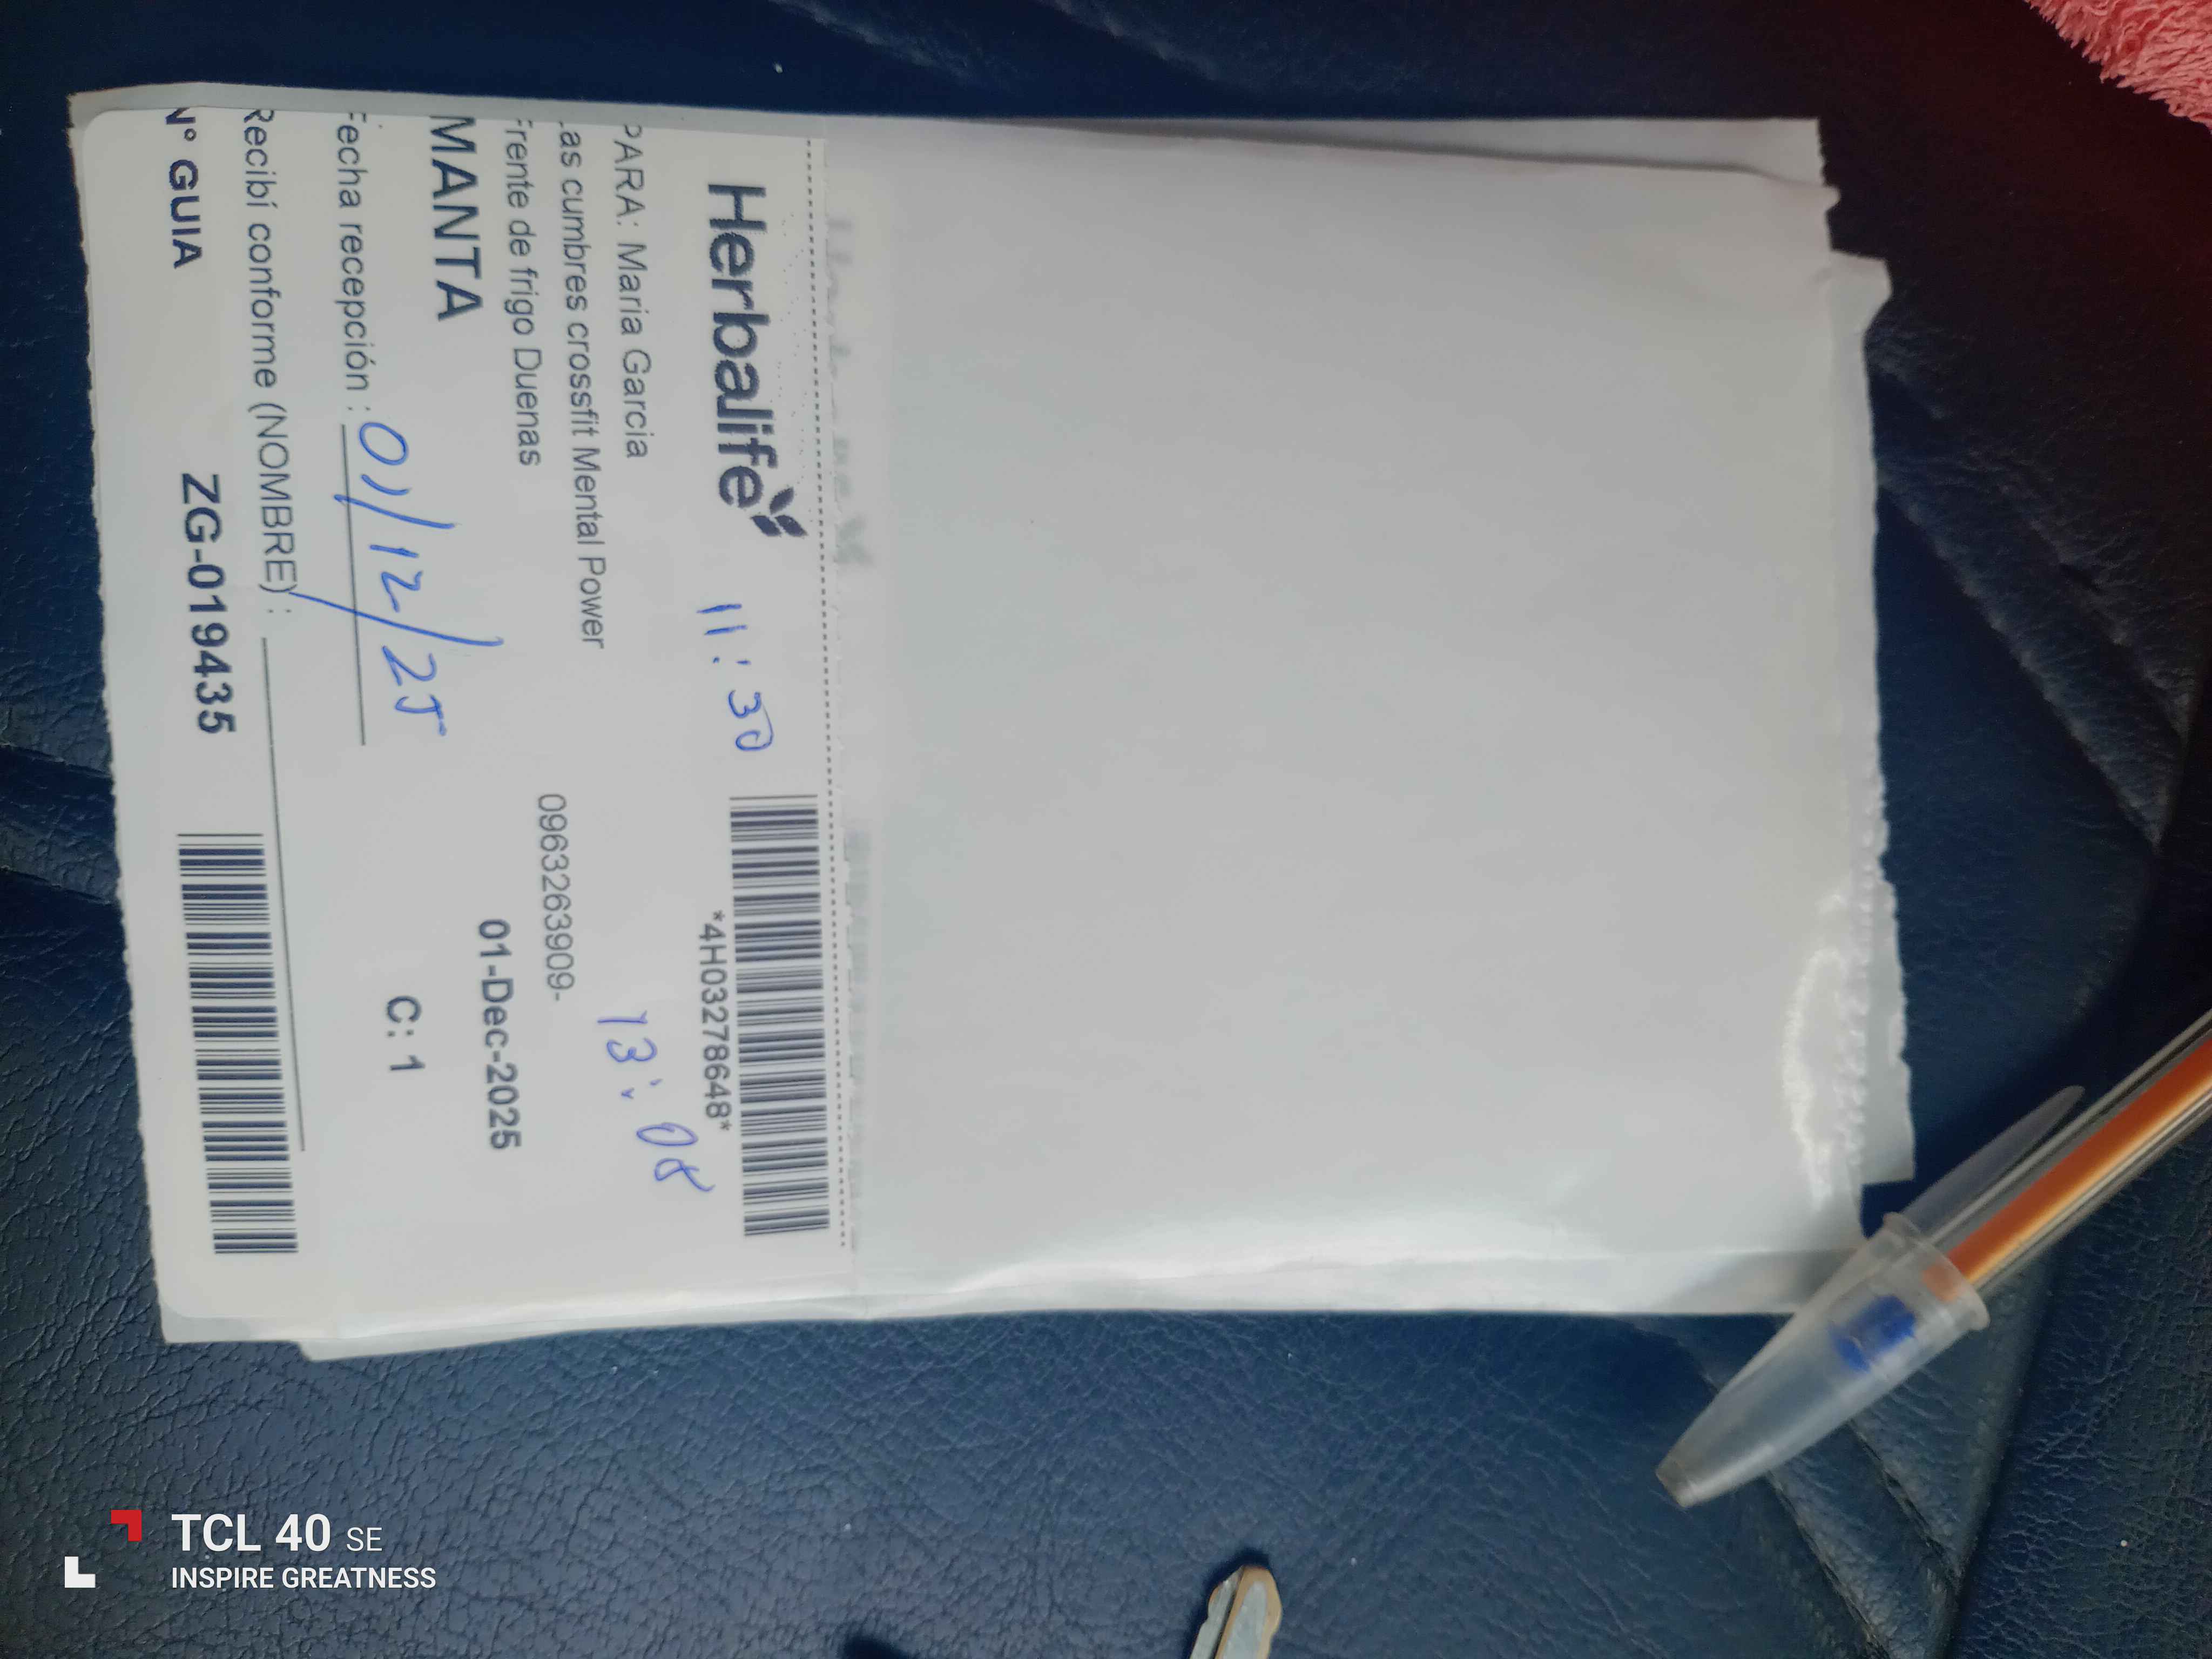 Herbalife
11:30
*4H03278648*
PARA: Maria Garcia
13:08
Las cumbres crossfit Mental Power
0963263909-
Frente de frigo Duenas
MANTA
01-Dec-2025
Fecha recepción : 01/12/25
C: 1
Recibí conforme (NOMBRE) :
N° GUIA
ZG-019435
TCL 40 SE
INSPIRE GREATNESS